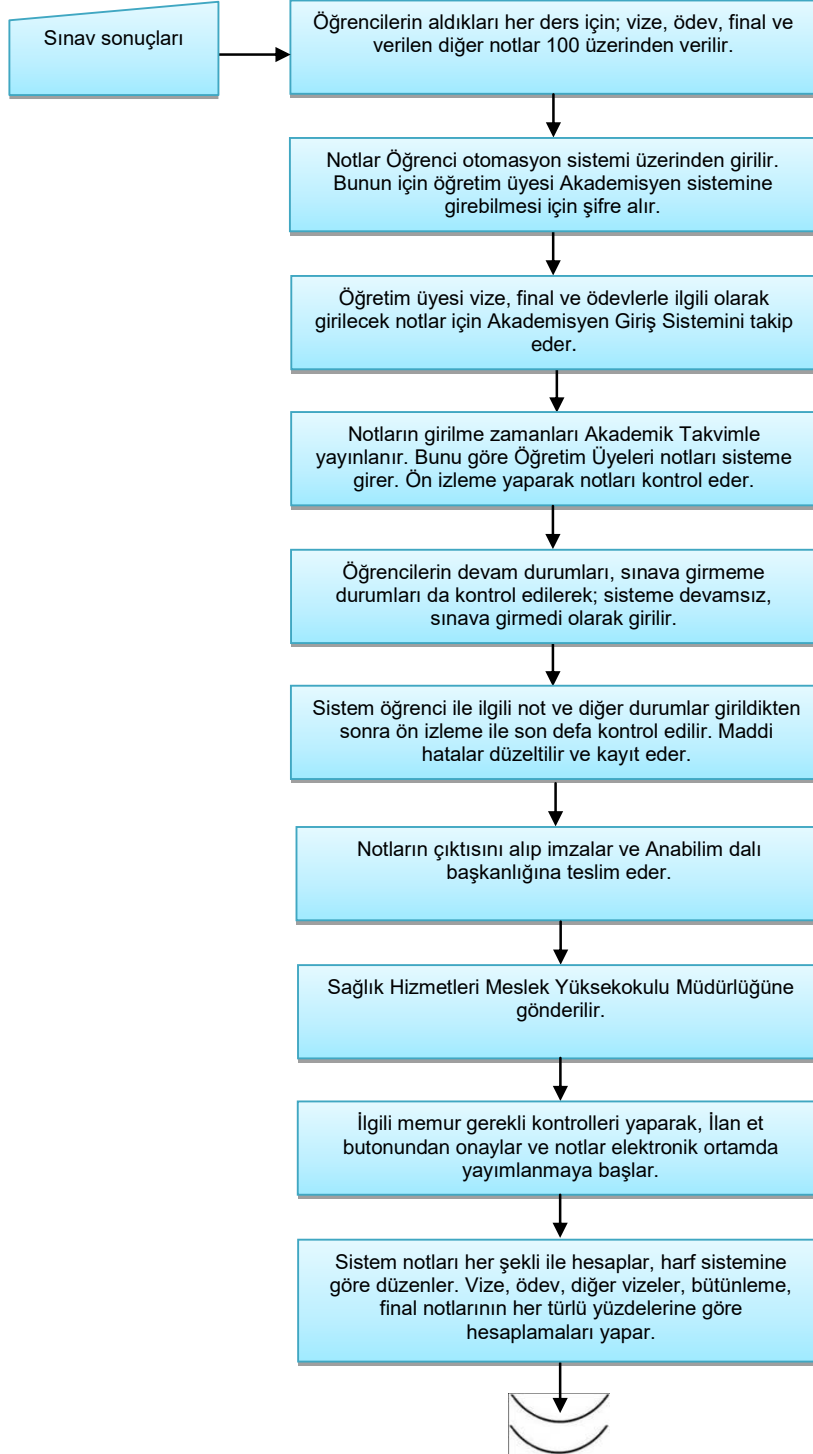 Sınav sonuçları
Öğrencilerin aldıkları her ders için; vize, ödev, final ve
verilen diğer notlar 100 üzerinden verilir.
Notlar Öğrenci otomasyon sistemi üzerinden girilir.
Bunun için öğretim üyesi Akademisyen sistemine
girebilmesi için şifre alır.
Öğretim üyesi vize, final ve ödevlerle ilgili olarak
girilecek notlar için Akademisyen Giriş Sistemini takip
eder.
Notların girilme zamanları Akademik Takvimle
yayınlanır. Bunu göre Öğretim Üyeleri notları sisteme
girer. Ön izleme yaparak notları kontrol eder.
Öğrencilerin devam durumları, sınava girmeme
durumları da kontrol edilerek; sisteme devamsız,
sınava girmedi olarak girilir.
Sistem öğrenci ile ilgili not ve diğer durumlar girildikten
sonra ön izleme ile son defa kontrol edilir. Maddi
hatalar düzeltilir ve kayıt eder.
Notların çıktısını alıp imzalar ve Anabilim dalı
başkanlığına teslim eder.
Sağlık Hizmetleri Meslek Yüksekokulu Müdürlüğüne
gönderilir.
İlgili memur gerekli kontrolleri yaparak, İlan et
butonundan onaylar ve notlar elektronik ortamda
yayımlanmaya başlar.
Sistem notları her şekli ile hesaplar, harf sistemine
göre düzenler. Vize, ödev, diğer vizeler, bütünleme,
final notlarının her türlü yüzdelerine göre
hesaplamaları yapar.